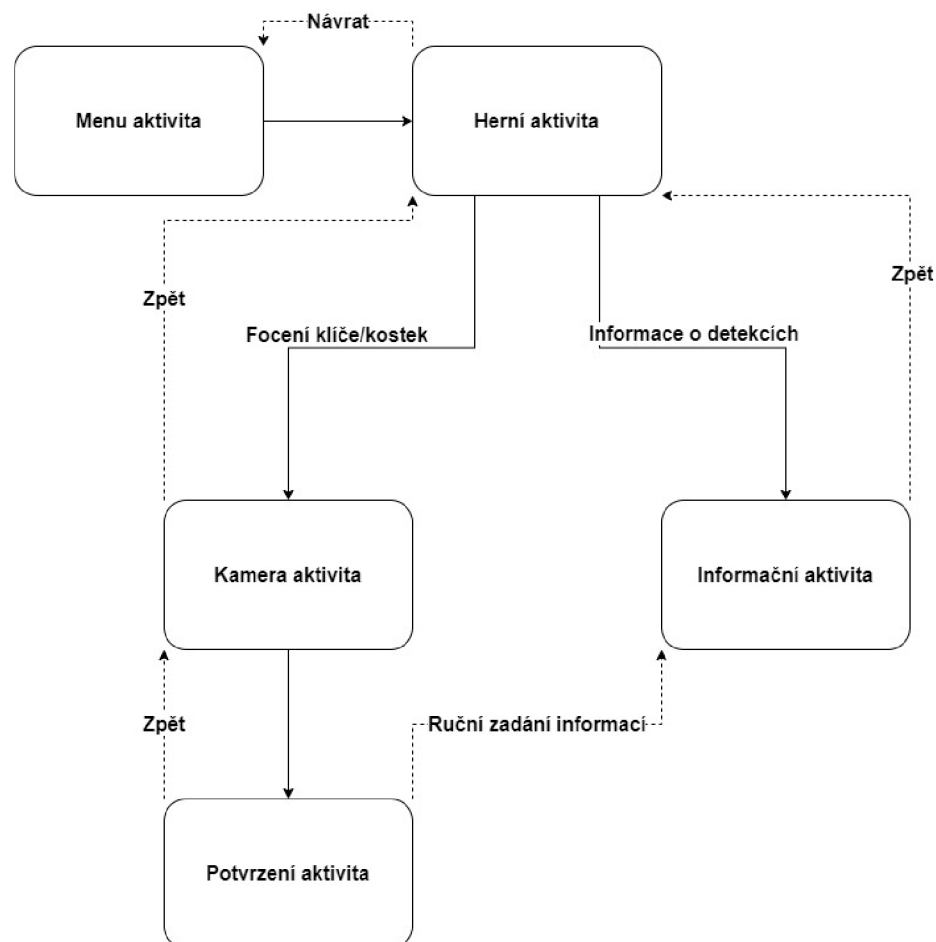 Návrat
Menu aktivita
Herní aktivita
Zpět
Zpět
Focení klíče/kostek
Informace o detekcích
Kamera aktivita
Informační aktivita
Zpět
Ruční zadání informací
Potvrzení aktivita